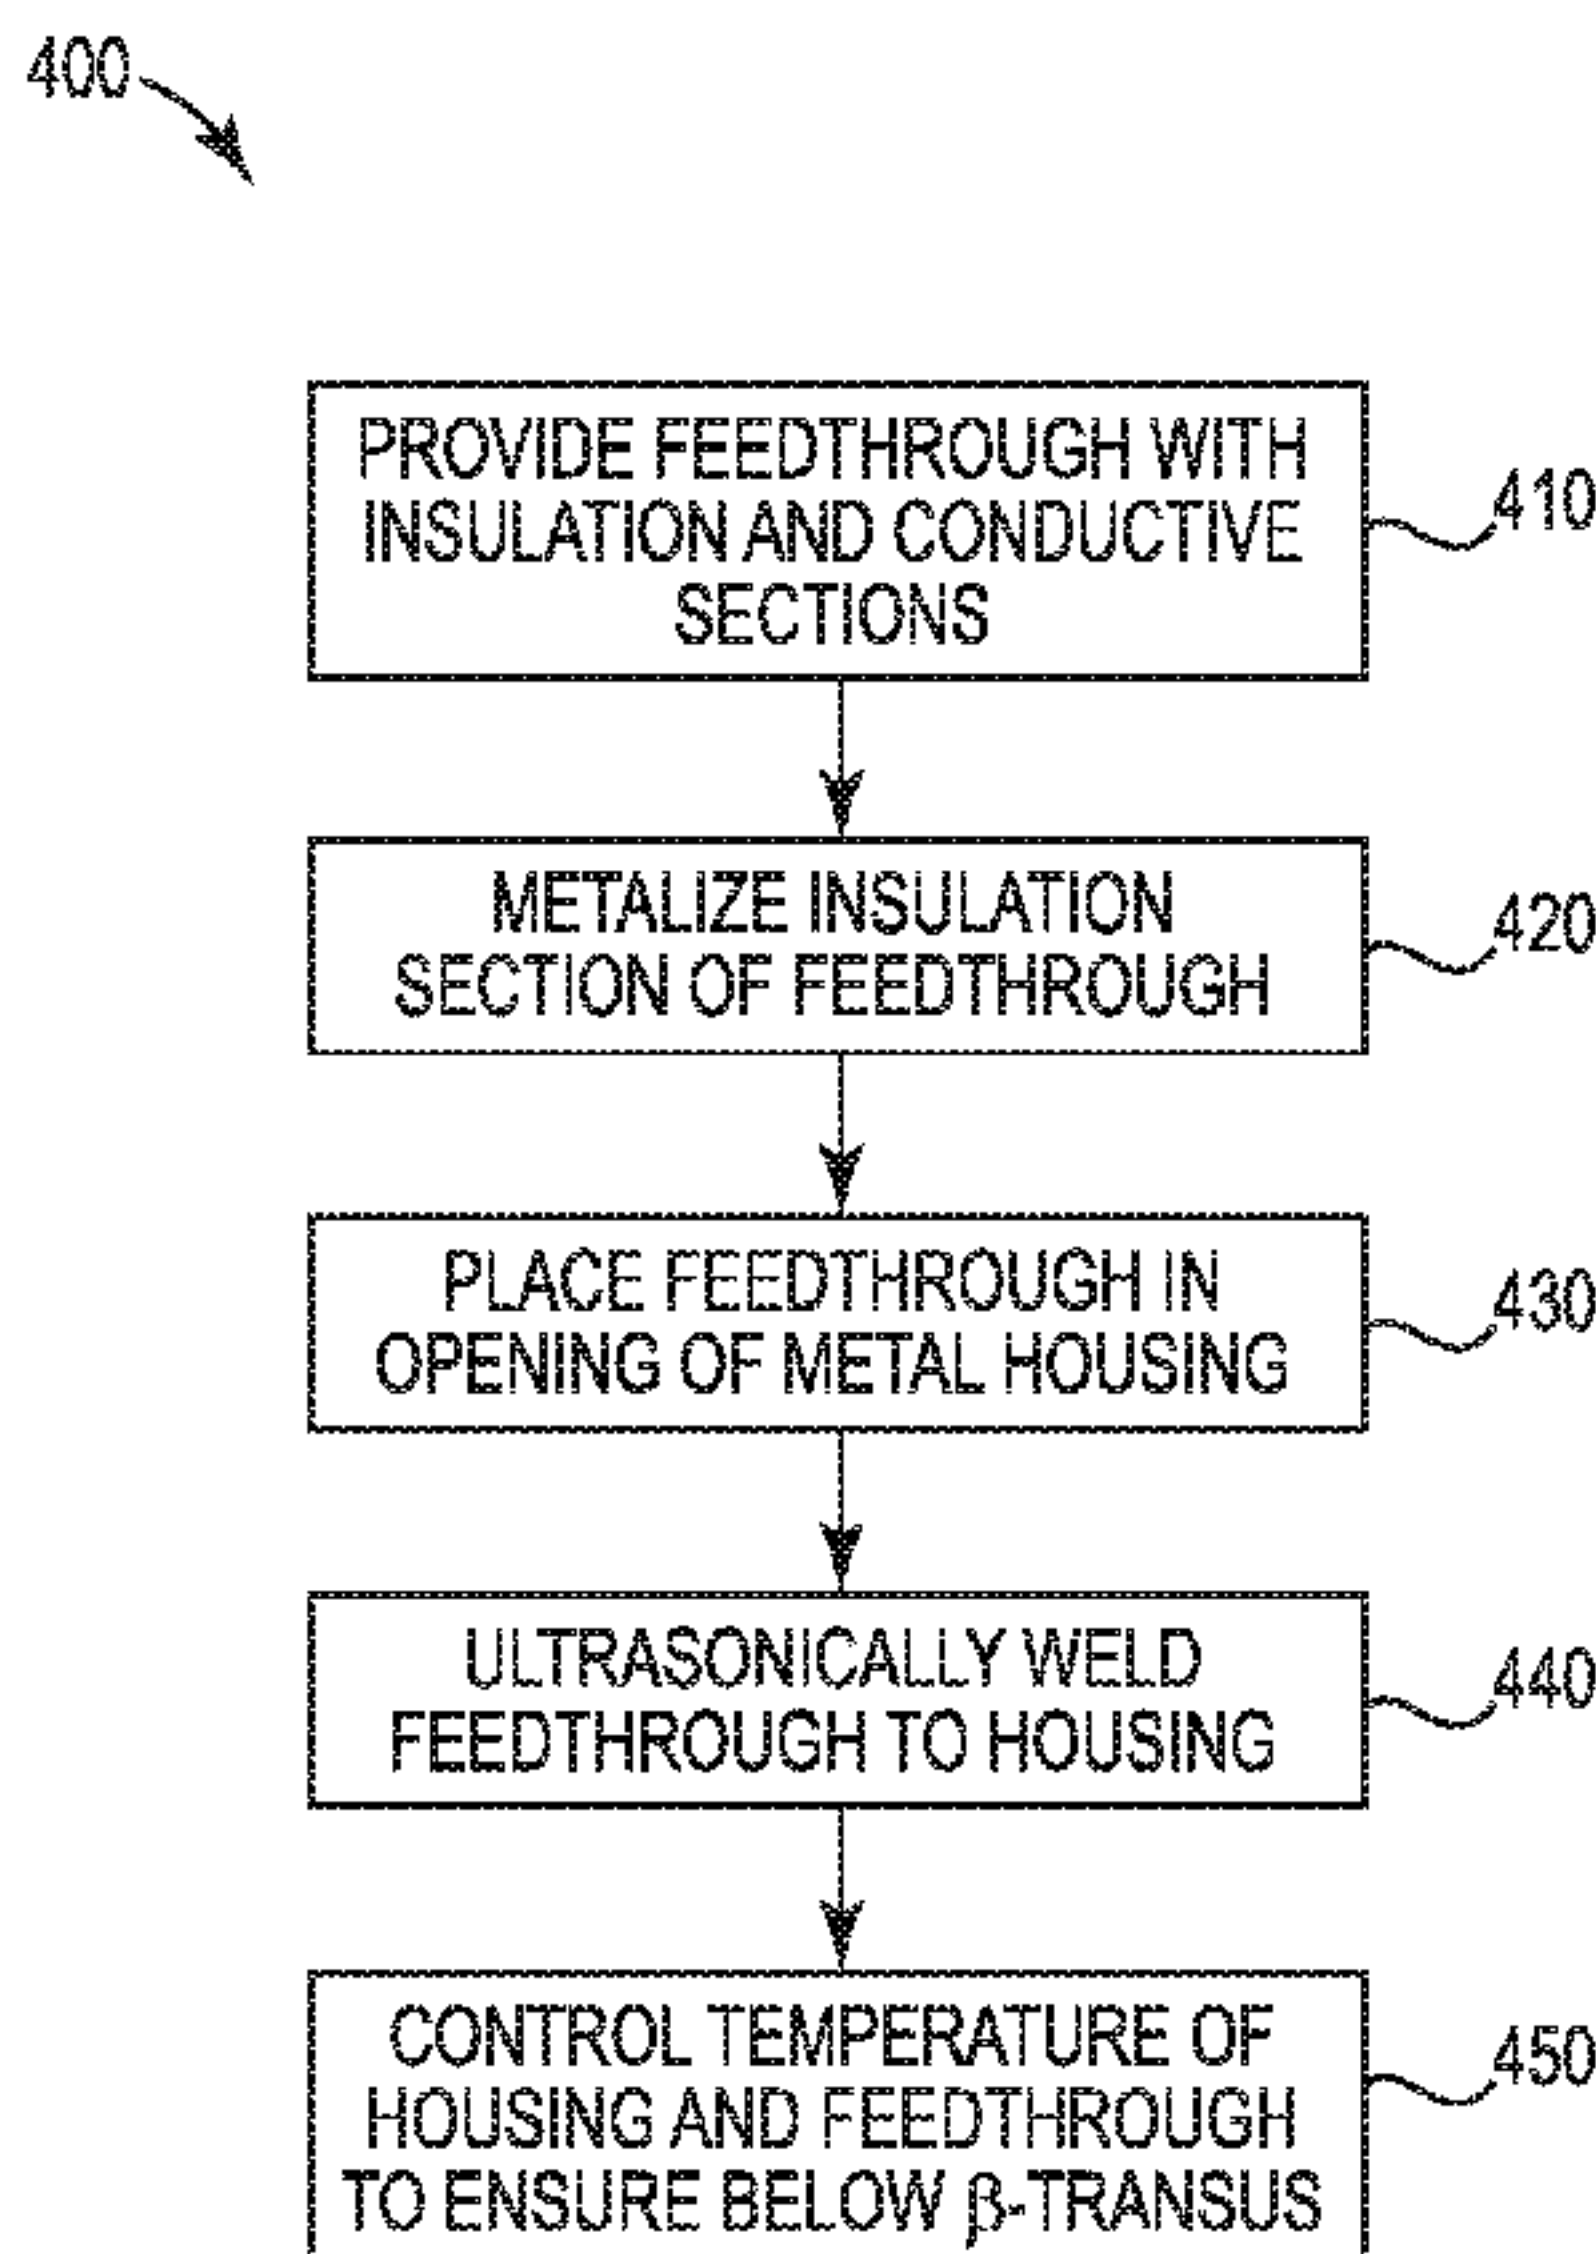 400
PROVIDE FEEDTHROUGH WITH
INSULATION AND CONDUCTIVE
SECTIONS
410
METALIZE INSULATION
SECTION OF FEEDTHROUGH
420
PLACE FEEDTHROUGH IN
OPENING OF METAL HOUSING
430
ULTRASONICALLY WELD
FEEDTHROUGH TO HOUSING
440
CONTROL TEMPERATURE OF
HOUSING AND FEEDTHROUGH
TO ENSURE BELOW β-TRANSUS
450